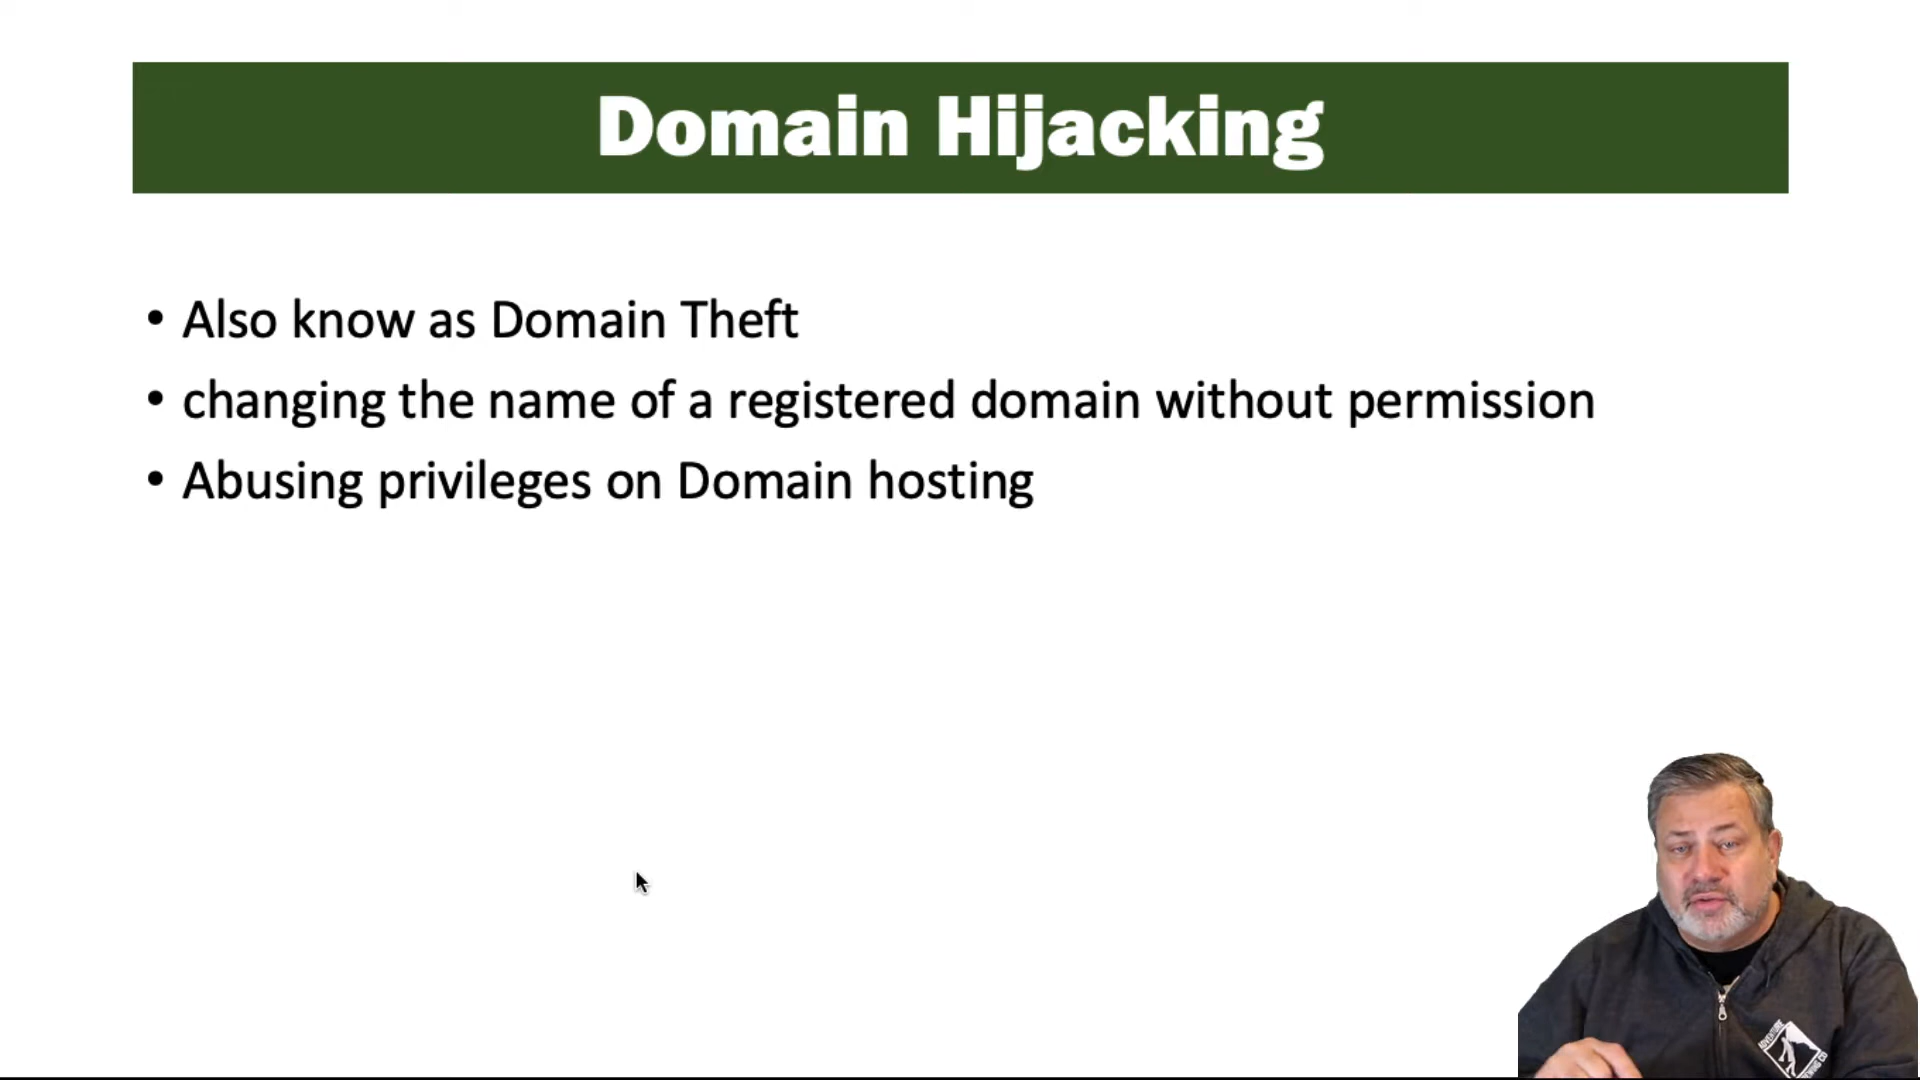 Domain Hijacking
• Also know as Domain Theft
• changing the name of a registered domain without permission
• Abusing privileges on Domain hosting
ADVENTURE